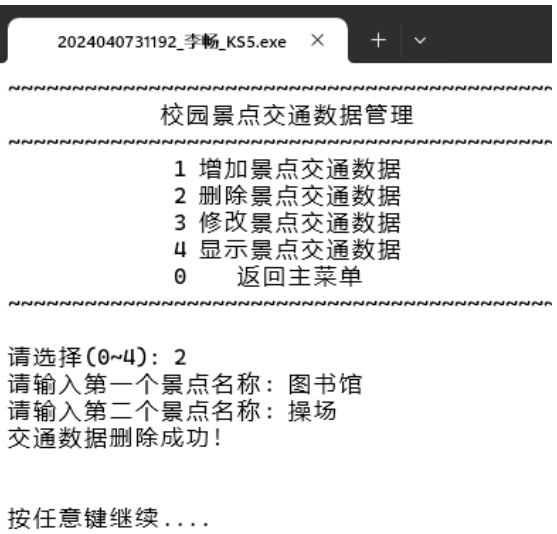 2024040731192_李畅_KS5.exe
~~~~~~~~~~~~~~~~~~~~~~~~~~~~~~~~~~~~~~~~~~~
校园景点交通数据管理
~~~~~~~~~~~~~~~~~~~~~~~~~~~~~~~~~~~~~~~~~~~
1 增加景点交通数据
2 删除景点交通数据
3 修改景点交通数据
4 显示景点交通数据
0 返回主菜单
~~~~~~~~~~~~~~~~~~~~~~~~~~~~~~~~~~~~~~~~~~~
请选择(0~4): 2
请输入第一个景点名称: 图书馆
请输入第二个景点名称: 操场
交通数据删除成功!
按任意键继续....